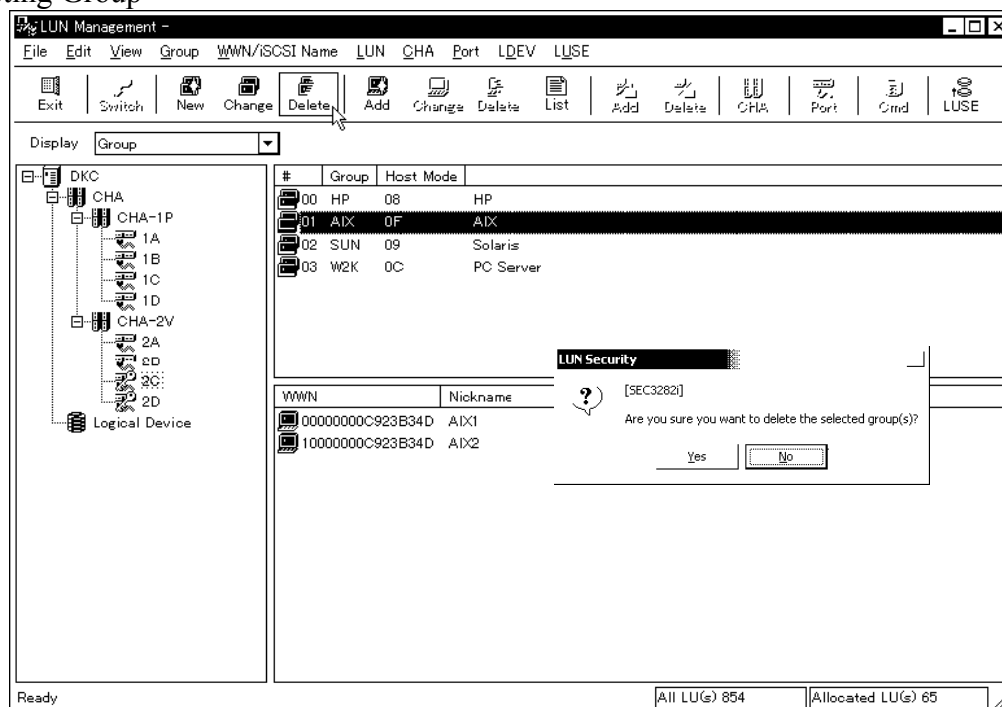 ting Group
LUN Management -
File Edit View Group WWN/iSCSI Name LUN CHA Port LDEV LUSE
Exit Switch New Change Delete Add Change Delete List Add Delete CHA Port Cmd LUSE
Display Group
DKC
CHA
CHA-1P
1A
1B
1C
1D
CHA-2V
2A
2C
2D
Logical Device
# Group Host Mode
00 HP 08 HP
01 AIX 0F AIX
02 SUN 09 Solaris
03 W2K 0C PC Server
WWN Nickname
00000000C923B34D AIX1
10000000C923B34D AIX2
LUN Security
[SEC3282i]
Are you sure you want to delete the selected group(s)?
Yes No
Ready All LU(s) 854 Allocated LU(s) 65